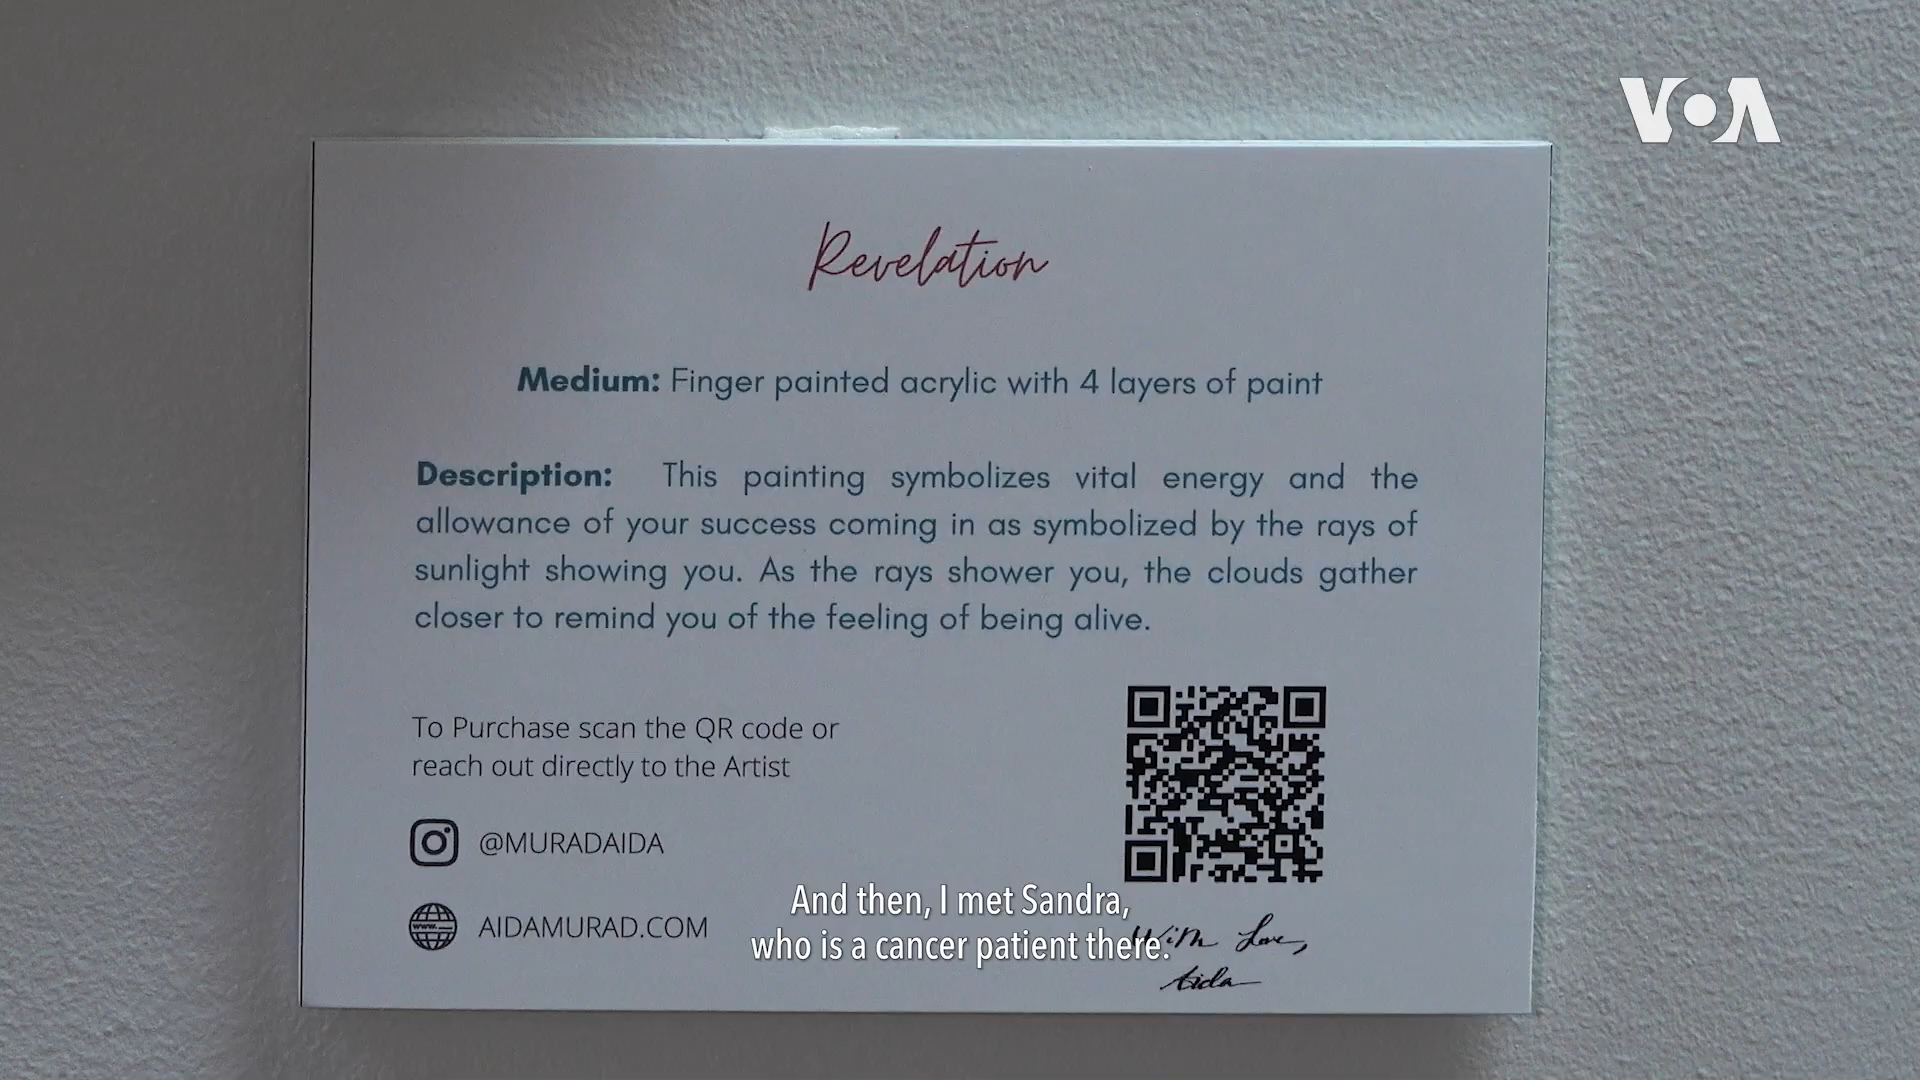 VOA
Revelation
Medium: Finger painted acrylic with 4 layers of paint
Description: This painting symbolizes vital energy and the
allowance of your success coming in as symbolized by the rays of
sunlight showing you. As the rays shower you, the clouds gather
closer to remind you of the feeling of being alive.
To Purchase scan the QR code or
reach out directly to the Artist
@MURADAIDA
www
AIDAMURAD.COM
With Love,
Aida
And then, I met Sandra,
who is a cancer patient there.